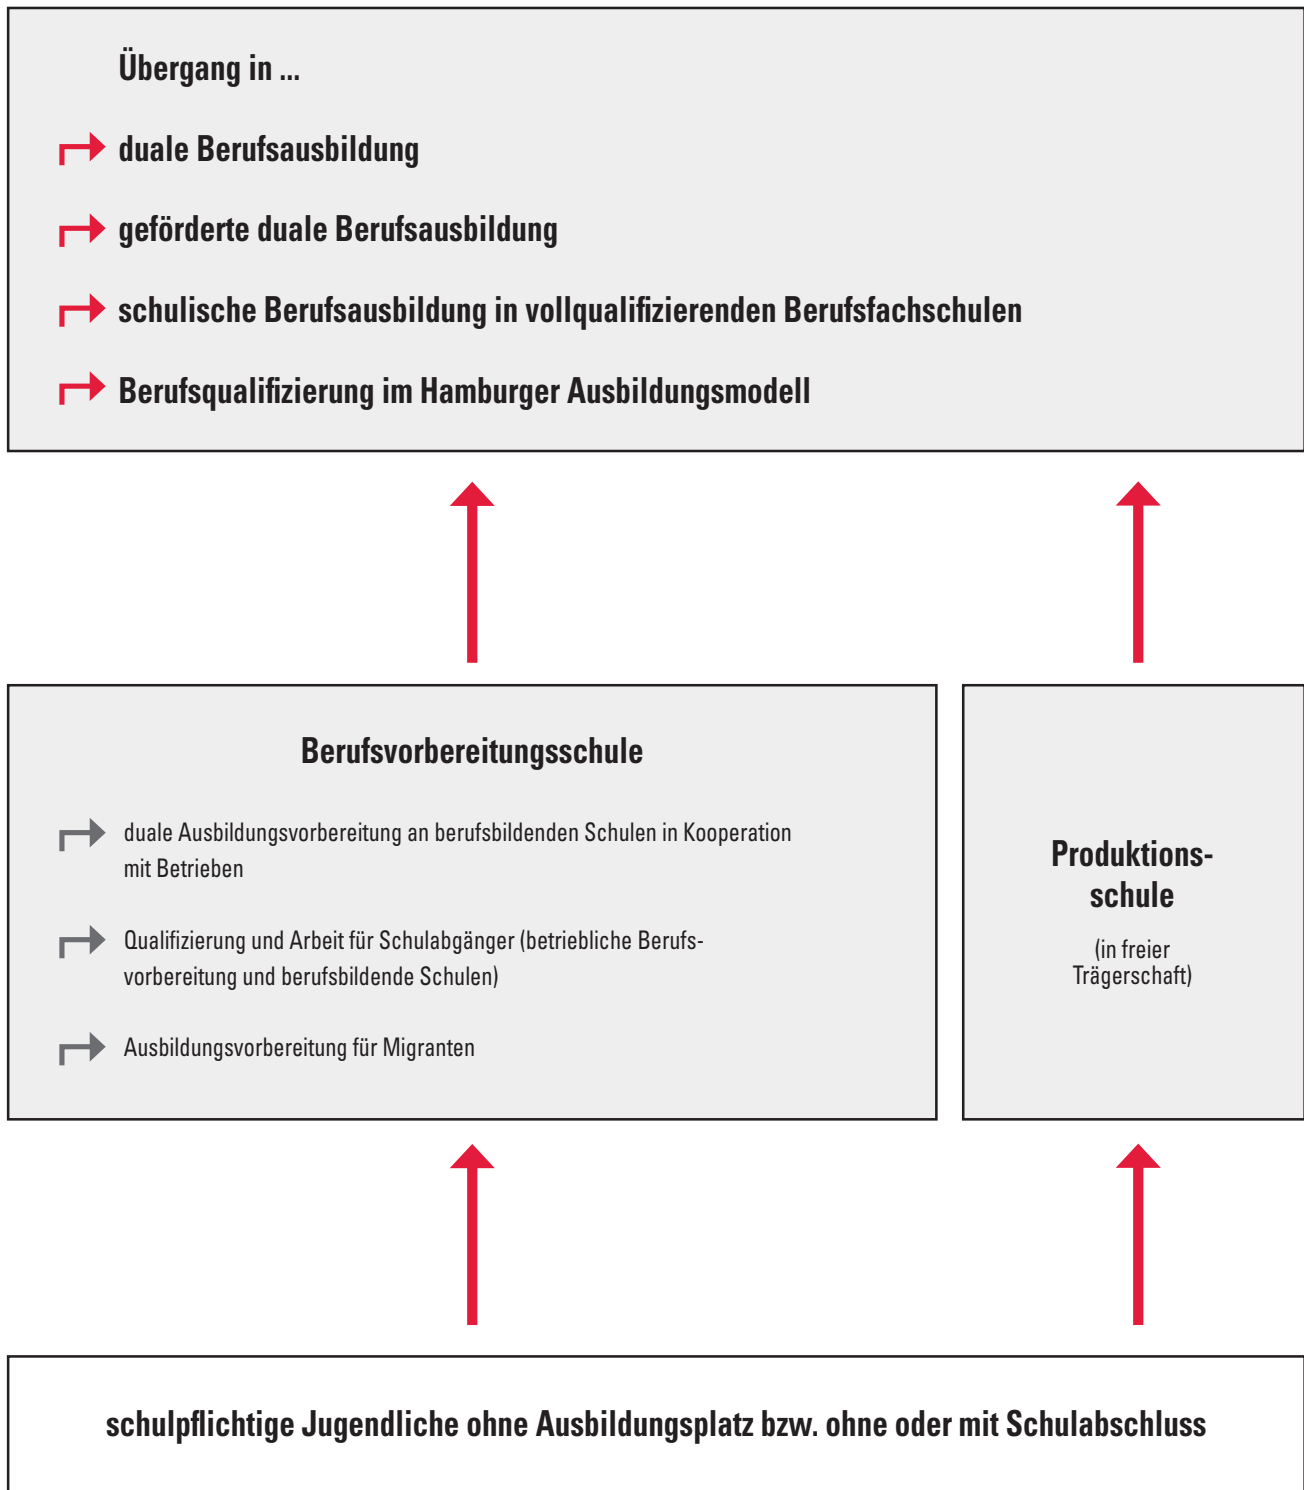 Übergang in ...
duale Berufsausbildung
geförderte duale Berufsausbildung
schulische Berufsausbildung in vollqualifizierenden Berufsfachschulen
Berufsqualifizierung im Hamburger Ausbildungsmodell
Berufsvorbereitungsschule
duale Ausbildungsvorbereitung an berufsbildenden Schulen in Kooperation
mit Betrieben
Qualifizierung und Arbeit für Schulabgänger (betriebliche Berufs-
vorbereitung und berufsbildende Schulen)
Ausbildungsvorbereitung für Migranten
Produktions-
schule
(in freier
Trägerschaft)
schulpflichtige Jugendliche ohne Ausbildungsplatz bzw. ohne oder mit Schulabschluss